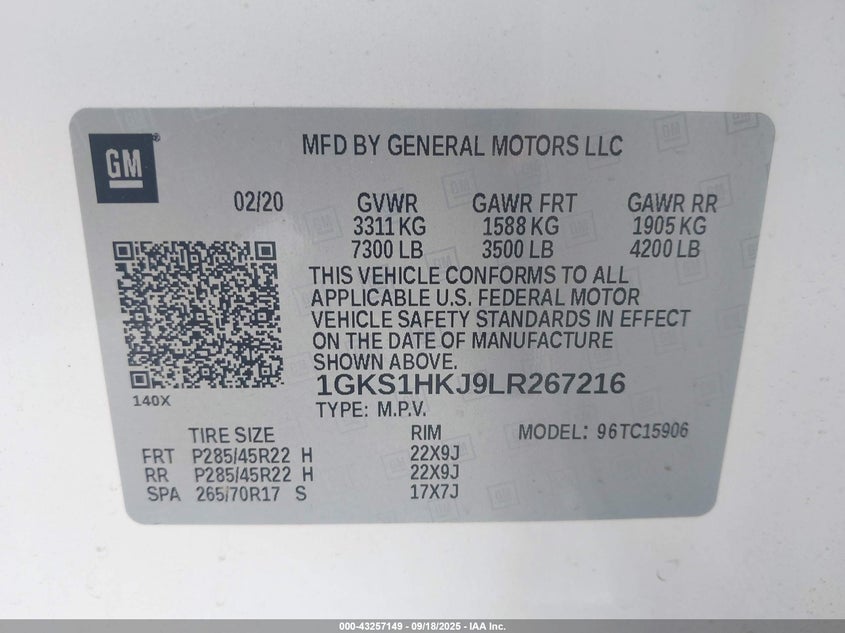 GM
MFD BY GENERAL MOTORS LLC
02/20 GVWR GAWR FRT GAWR RR
3311 KG 1588 KG 1905 KG
7300 LB 3500 LB 4200 LB
THIS VEHICLE CONFORMS TO ALL
APPLICABLE U.S. FEDERAL MOTOR
VEHICLE SAFETY STANDARDS IN EFFECT
ON THE DATE OF MANUFACTURE
SHOWN ABOVE.
1GKS1HKJ9LR267216
140X
TYPE: M.P.V.
TIRE SIZE RIM MODEL: 96TC15906
FRT P285/45R22 H 22X9J
RR P285/45R22 H 22X9J
SPA 265/70R17 S 17X7J
000-43257149 - 09/18/2025 - IAA Inc.